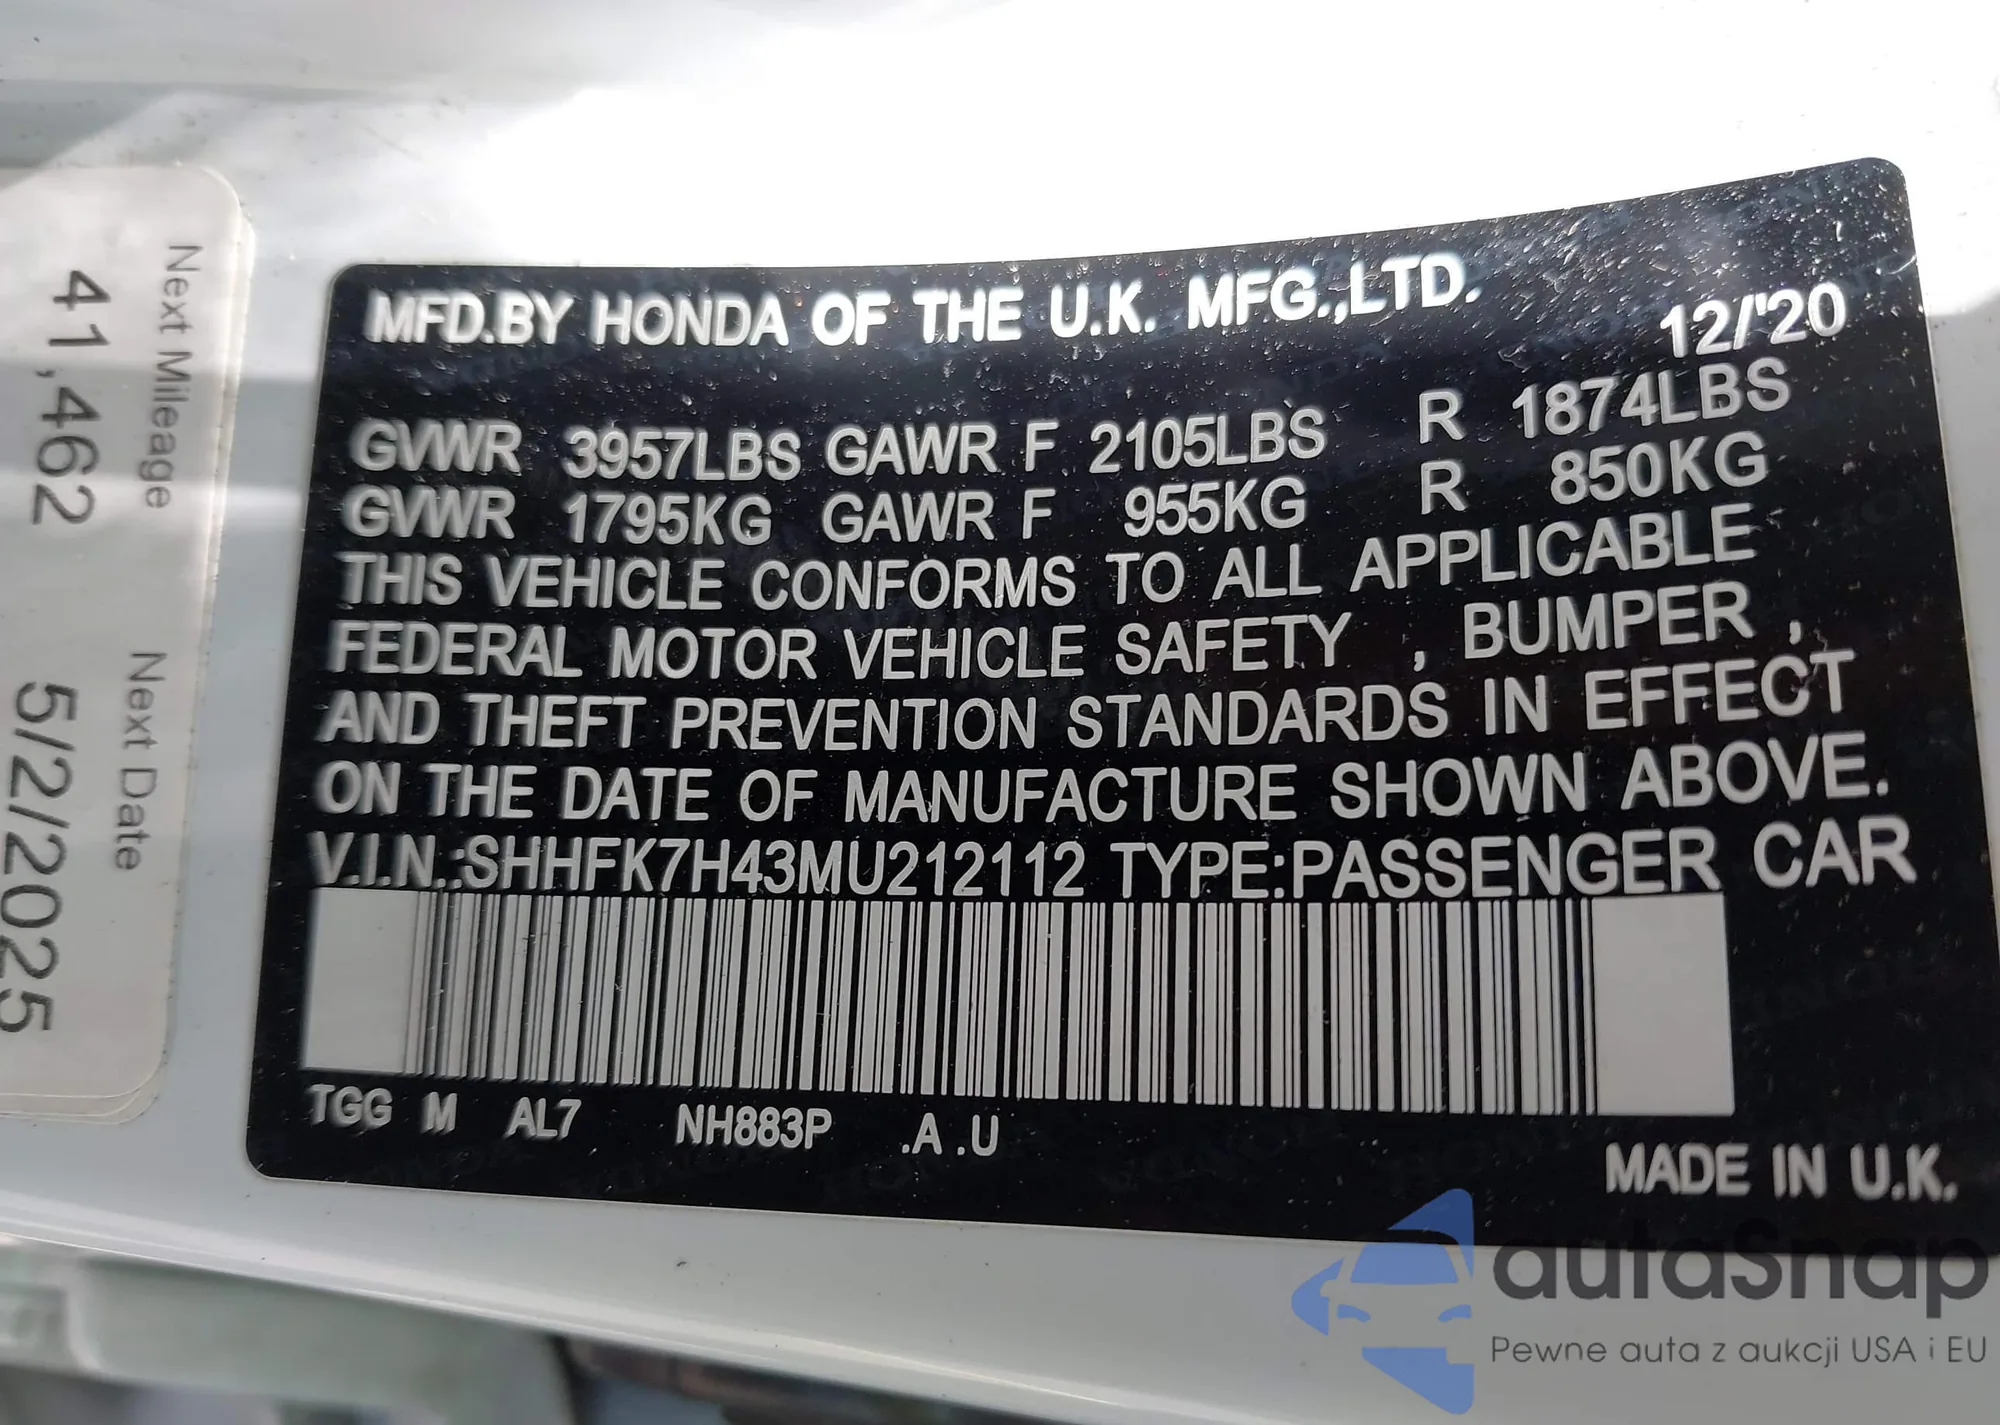 Next Mileage
41,462
Next Date
5/2/2025
MFD.BY HONDA OF THE U.K. MFG.,LTD.
12/'20
GVWR 3957LBS GAWR F 2105LBS R 1874LBS
GVWR 1795KG GAWR F 955KG R 850KG
THIS VEHICLE CONFORMS TO ALL APPLICABLE
FEDERAL MOTOR VEHICLE SAFETY , BUMPER ,
AND THEFT PREVENTION STANDARDS IN EFFECT
ON THE DATE OF MANUFACTURE SHOWN ABOVE.
V.I.N.:SHHFK7H43MU212112 TYPE:PASSENGER CAR
TGG M AL7 NH883P .A .U
MADE IN U.K.
autaSnap
Pewne auta z aukcji USA i EU